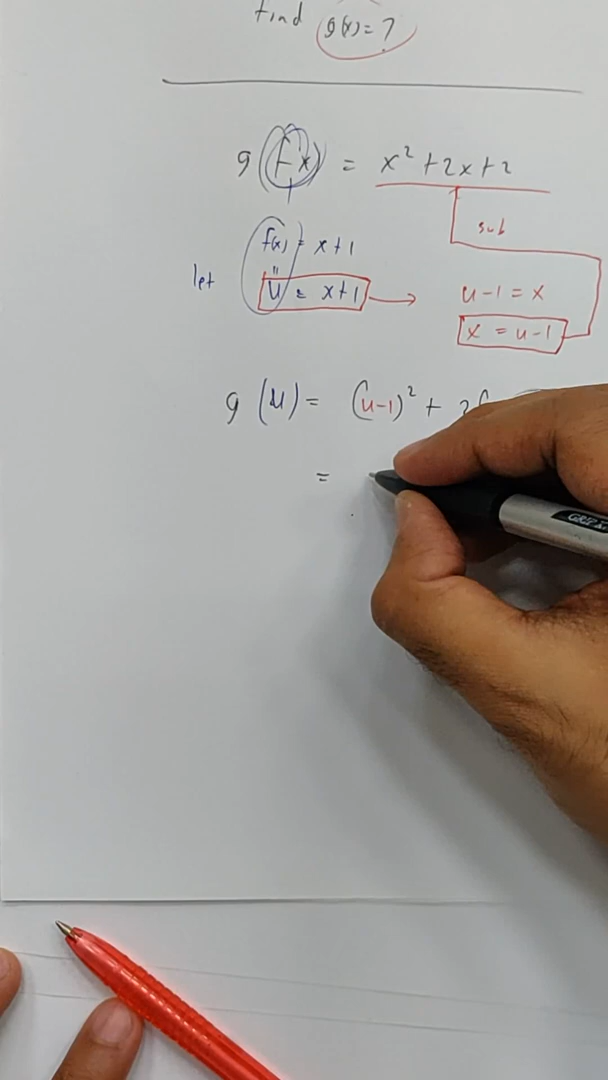 find g(x) = ?
g(f(x)) = x² + 2x + 2
f(x) = x + 1
sub
let u = x + 1 → u - 1 = x
x = u - 1
g(u) = (u-1)² + 2(
=